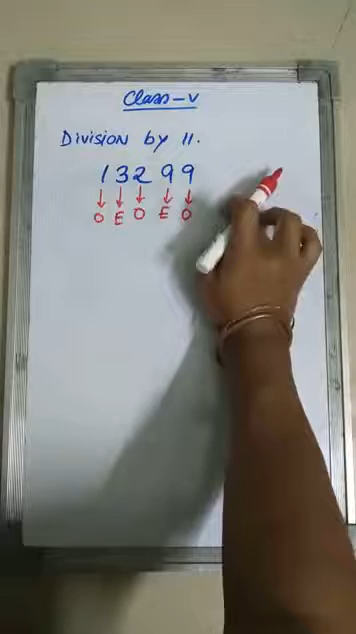 Class-V
Division by 11.
13299
↓ ↓ ↓ ↓ ↓
O E O E O